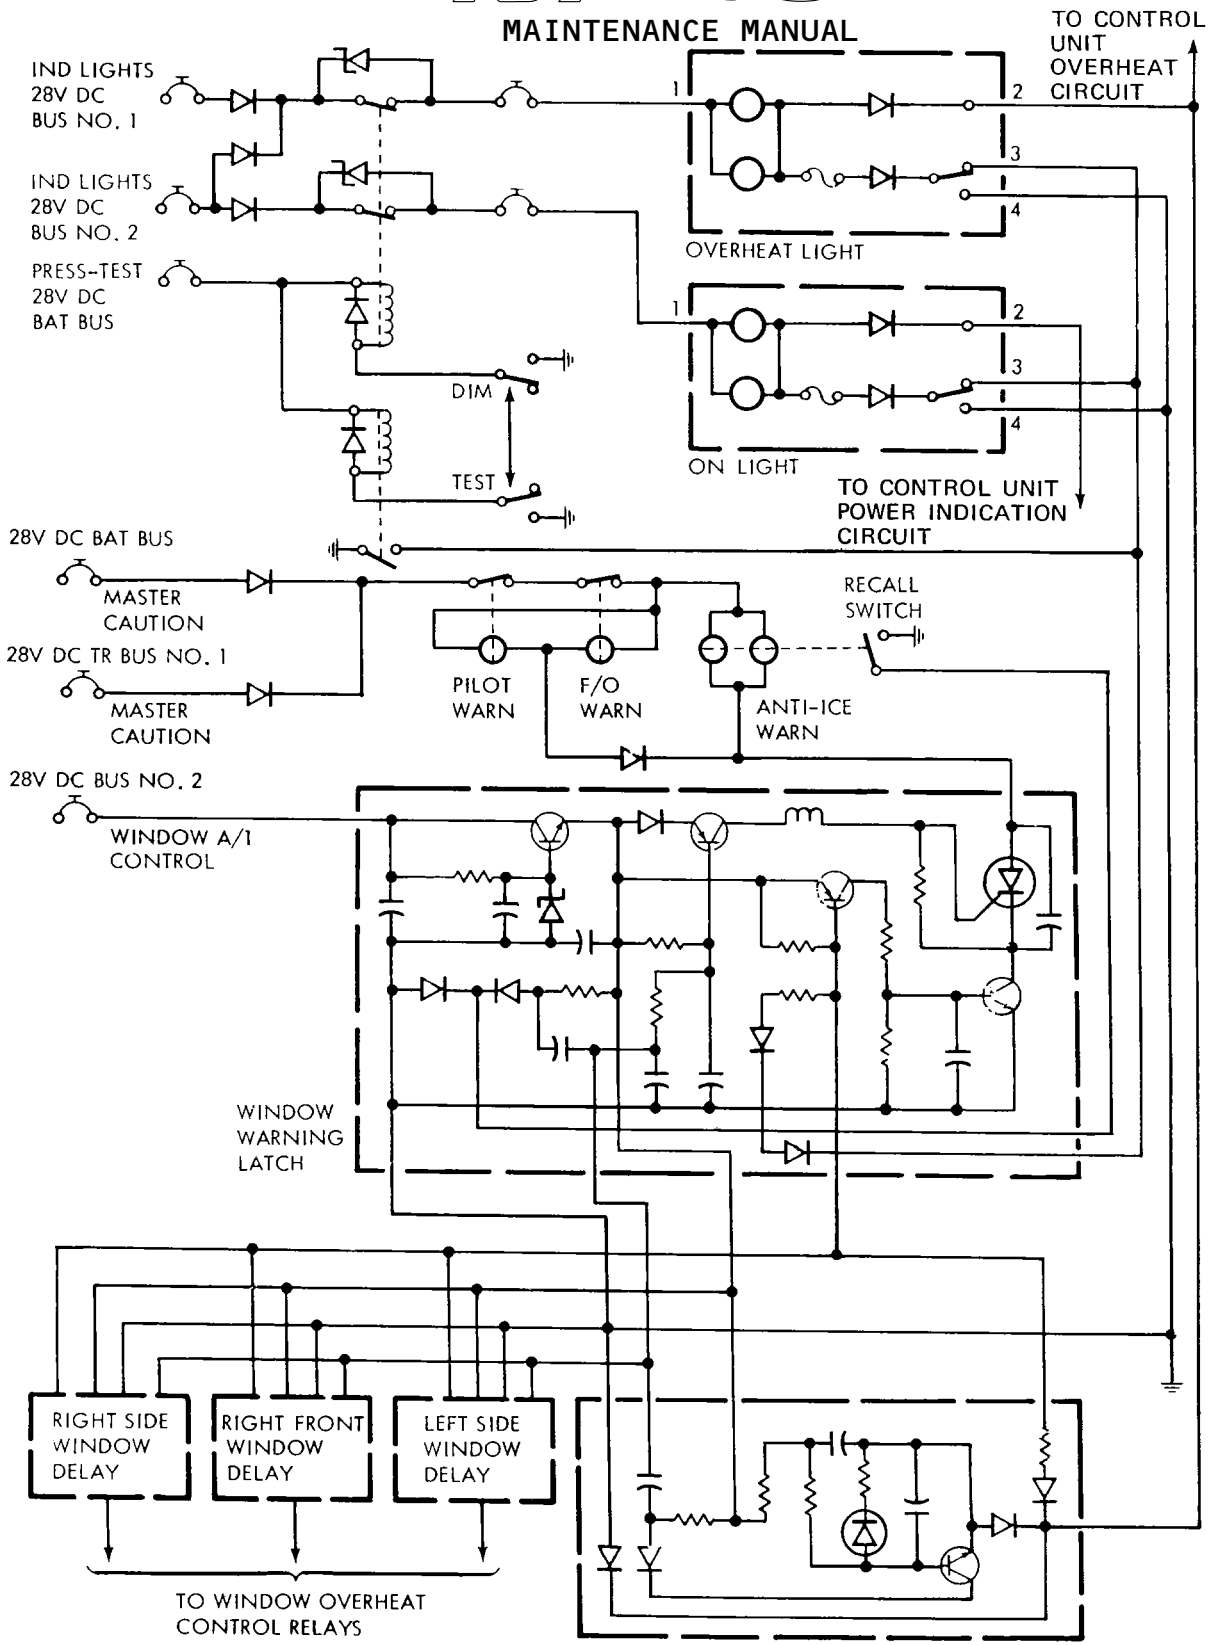 MAINTENANCE MANUAL
TO CONTROL
UNIT
OVERHEAT
CIRCUIT
IND LIGHTS
28V DC
BUS NO. 1
1
2
3
4
IND LIGHTS
28V DC
BUS NO. 2
OVERHEAT LIGHT
PRESS-TEST
28V DC
BAT BUS
1
2
3
4
DIM
TEST
ON LIGHT
TO CONTROL UNIT
POWER INDICATION
CIRCUIT
28V DC BAT BUS
MASTER
CAUTION
RECALL
SWITCH
28V DC TR BUS NO. 1
MASTER
CAUTION
PILOT
WARN
F/O
WARN
ANTI-ICE
WARN
28V DC BUS NO. 2
WINDOW A/I
CONTROL
WINDOW
WARNING
LATCH
RIGHT SIDE
WINDOW
DELAY
RIGHT FRONT
WINDOW
DELAY
LEFT SIDE
WINDOW
DELAY
TO WINDOW OVERHEAT
CONTROL RELAYS